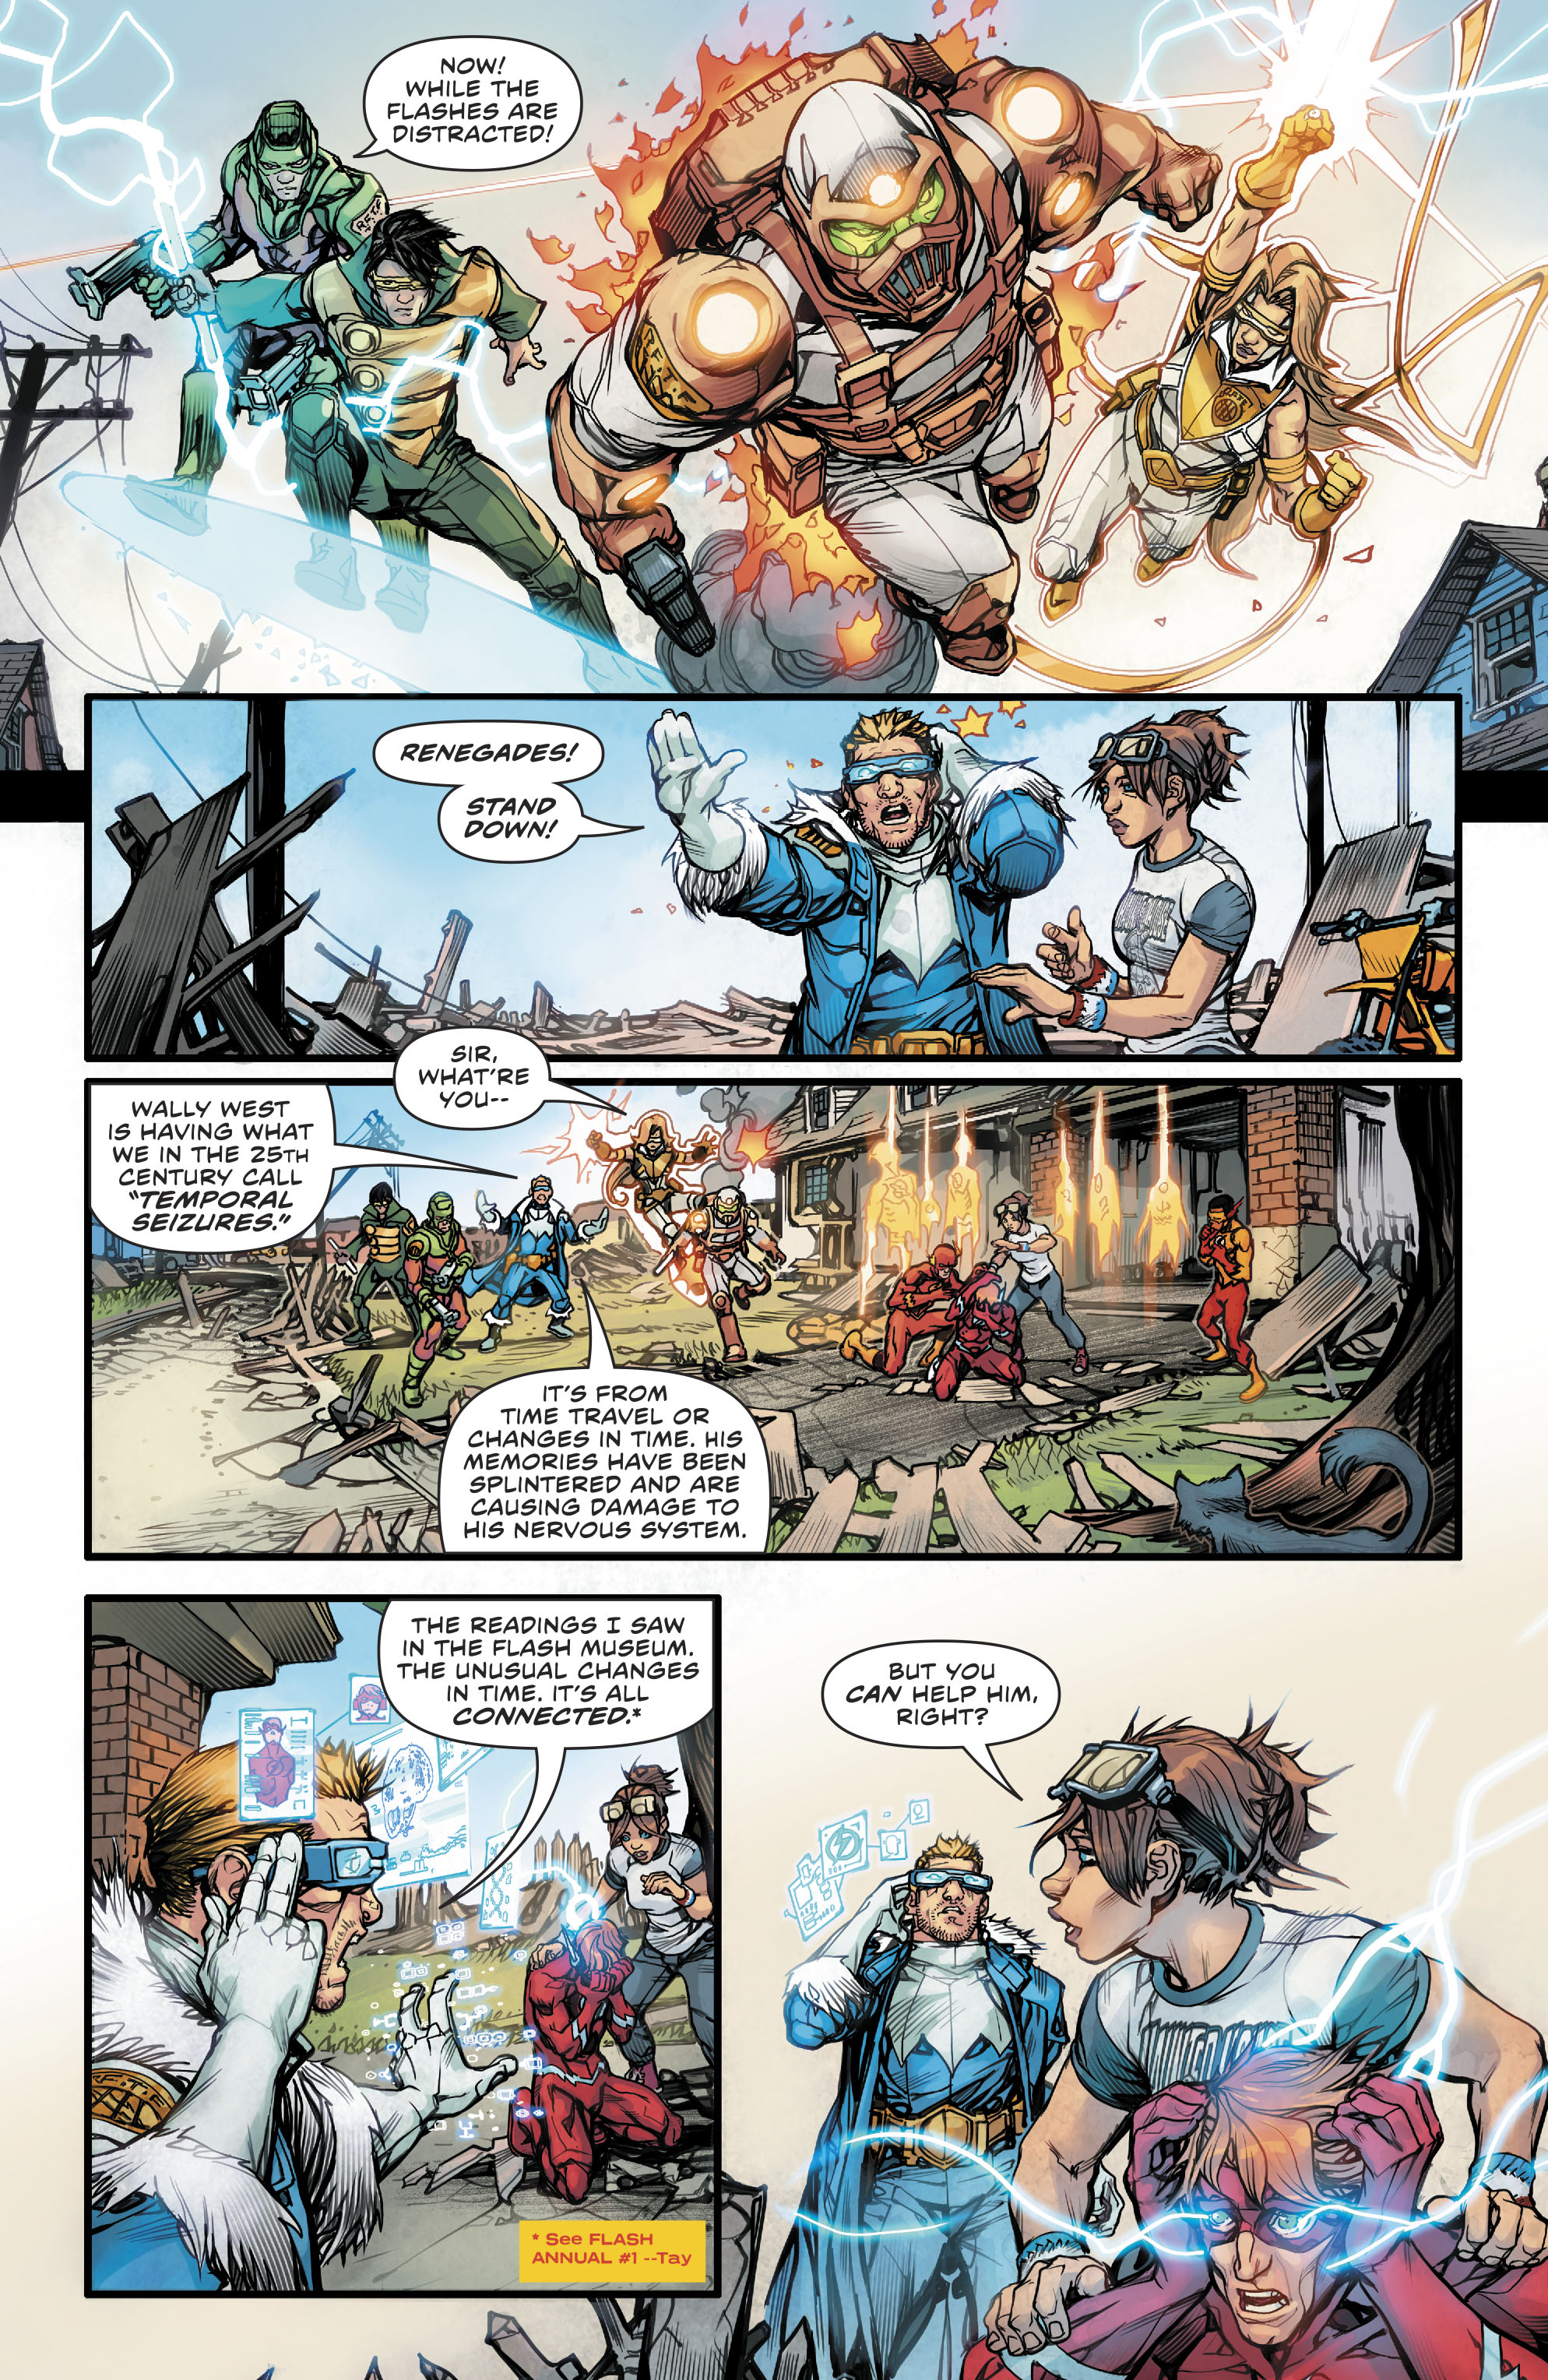 NOW!
WHILE THE
FLASHES ARE
DISTRACTED!
R.F.T.F
RENEGADES!
STAND
DOWN!
SIR,
WHAT'RE
YOU--
WALLY WEST
IS HAVING WHAT
WE IN THE 25TH
CENTURY CALL
"TEMPORAL
SEIZURES."
IT'S FROM
TIME TRAVEL OR
CHANGES IN TIME. HIS
MEMORIES HAVE BEEN
SPLINTERED AND ARE
CAUSING DAMAGE TO
HIS NERVOUS SYSTEM.
THE READINGS I SAW
IN THE FLASH MUSEUM.
THE UNUSUAL CHANGES
IN TIME. IT'S ALL
CONNECTED.*
* See FLASH
ANNUAL #1 --Tay
BUT YOU
CAN HELP HIM,
RIGHT?